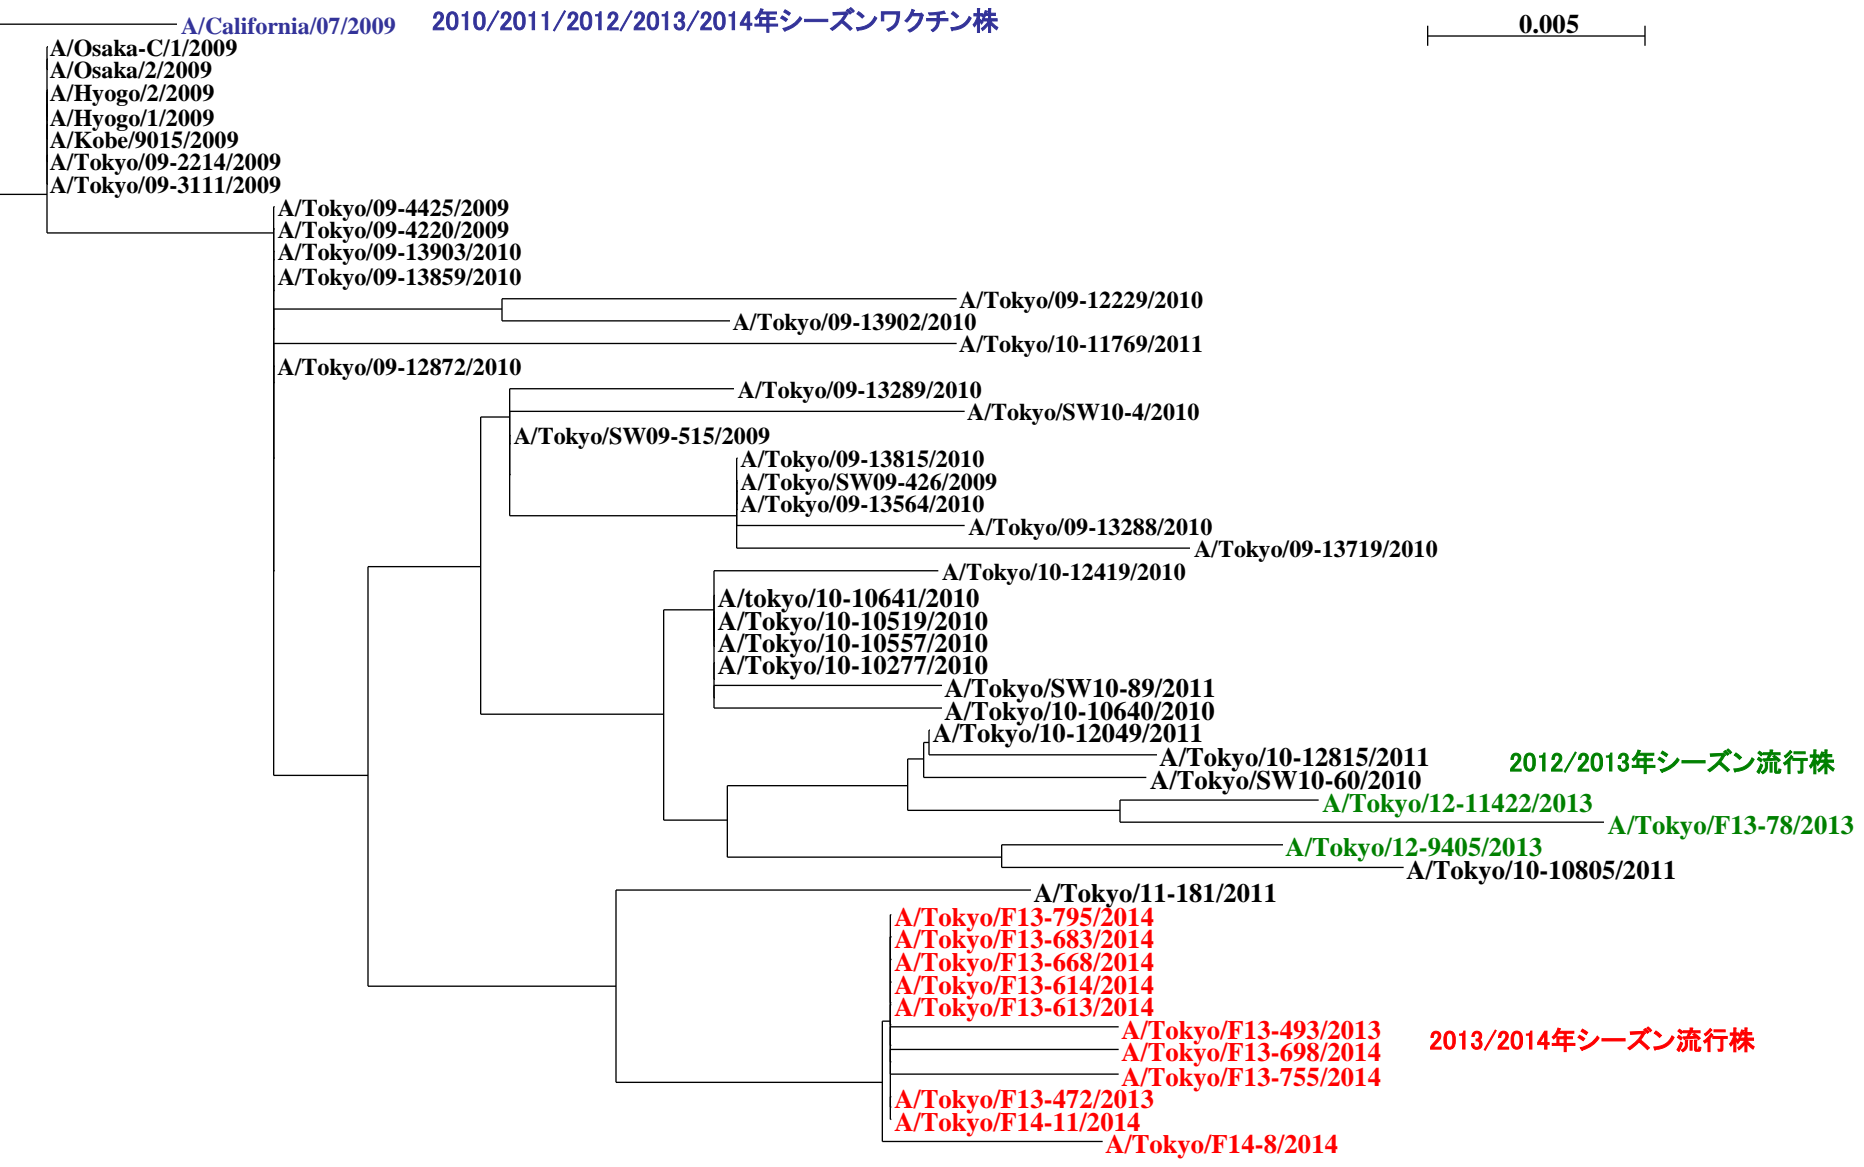 A/California/07/2009 2010/2011/2012/2013/2014年シーズンワクチン株
0.005
A/Osaka-C/1/2009
A/Osaka/2/2009
A/Hyogo/2/2009
A/Hyogo/1/2009
A/Kobe/9015/2009
A/Tokyo/09-2214/2009
A/Tokyo/09-3111/2009
A/Tokyo/09-4425/2009
A/Tokyo/09-4220/2009
A/Tokyo/09-13903/2010
A/Tokyo/09-13859/2010
A/Tokyo/09-12229/2010
A/Tokyo/09-13902/2010
A/Tokyo/10-11769/2011
A/Tokyo/09-12872/2010
A/Tokyo/09-13289/2010
A/Tokyo/SW10-4/2010
A/Tokyo/SW09-515/2009
A/Tokyo/09-13815/2010
A/Tokyo/SW09-426/2009
A/Tokyo/09-13564/2010
A/Tokyo/09-13288/2010
A/Tokyo/09-13719/2010
A/Tokyo/10-12419/2010
A/tokyo/10-10641/2010
A/Tokyo/10-10519/2010
A/Tokyo/10-10557/2010
A/Tokyo/10-10277/2010
A/Tokyo/SW10-89/2011
A/Tokyo/10-10640/2010
A/Tokyo/10-12049/2011
A/Tokyo/10-12815/2011
2012/2013年シーズン流行株
A/Tokyo/SW10-60/2010
A/Tokyo/12-11422/2013
A/Tokyo/F13-78/2013
A/Tokyo/12-9405/2013
A/Tokyo/10-10805/2011
A/Tokyo/11-181/2011
A/Tokyo/F13-795/2014
A/Tokyo/F13-683/2014
A/Tokyo/F13-668/2014
A/Tokyo/F13-614/2014
A/Tokyo/F13-613/2014
A/Tokyo/F13-493/2013
2013/2014年シーズン流行株
A/Tokyo/F13-698/2014
A/Tokyo/F13-755/2014
A/Tokyo/F13-472/2013
A/Tokyo/F14-11/2014
A/Tokyo/F14-8/2014